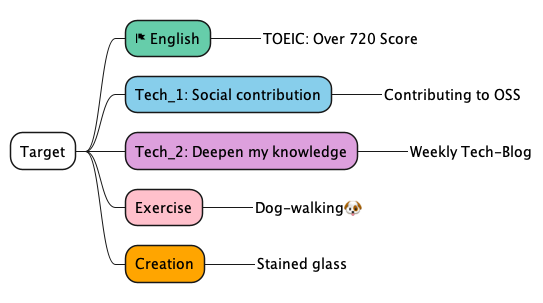 English
TOEIC: Over 720 Score
Tech_1: Social contribution
Contributing to OSS
Target
Tech_2: Deepen my knowledge
Weekly Tech-Blog
Exercise
Dog-walking🐶
Creation
Stained glass